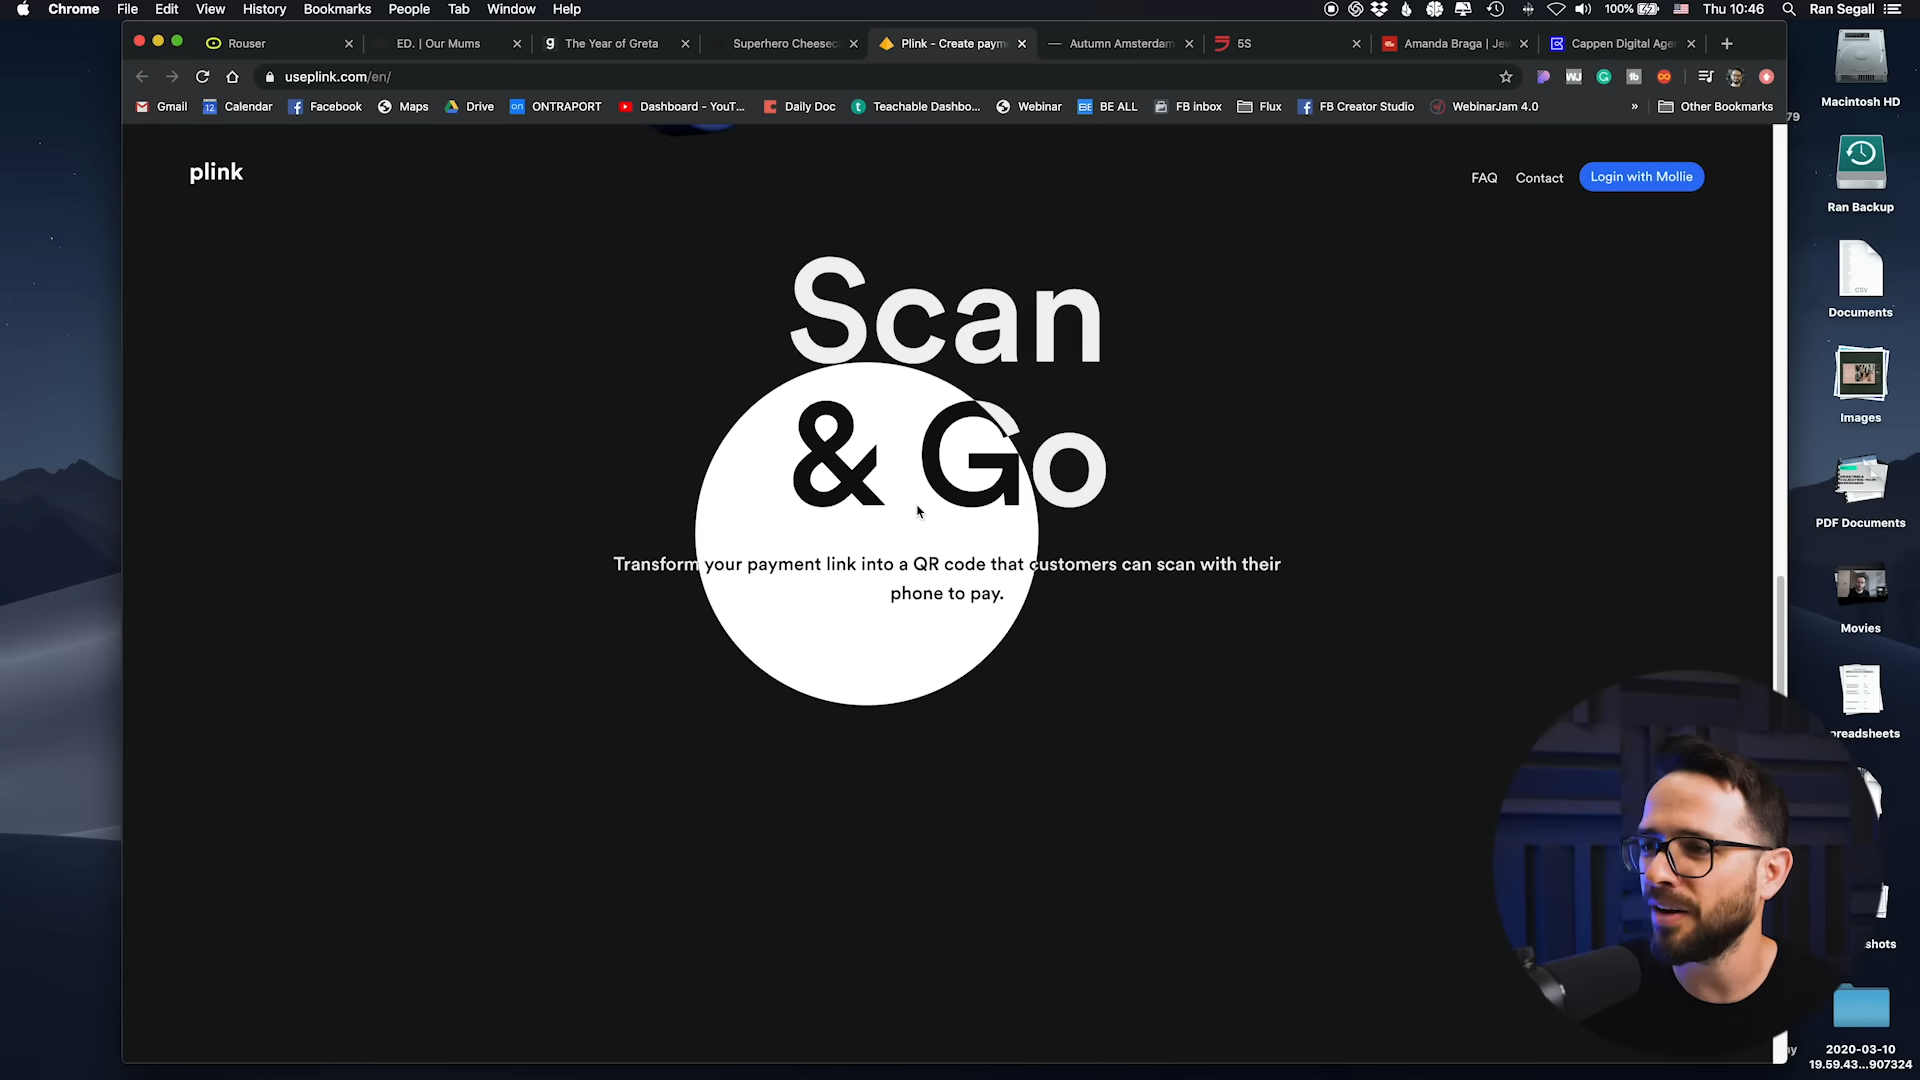 Chrome File Edit View History Bookmarks People Tab Window Help 100% Thu 10:46 Ran Segall
Rouser ED. | Our Mums The Year of Greta Superhero Cheesec Plink - Create paym Autumn Amsterdam 5S Amanda Braga | Jew Cappen Digital Age
useplink.com/en/
Gmail Calendar Facebook Maps Drive ONTRAPORT Dashboard - YouT... Daily Doc Teachable Dashbo... Webinar BE ALL FB inbox Flux FB Creator Studio WebinarJam 4.0 » Other Bookmarks
plink
FAQ Contact Login with Mollie
Scan
& Go
Transform your payment link into a QR code that customers can scan with their
phone to pay.
Macintosh HD
79
Ran Backup
CSV
Documents
Images
PDF Documents
Movies
preadsheets
shots
2020-03-10
19.59.43...907324